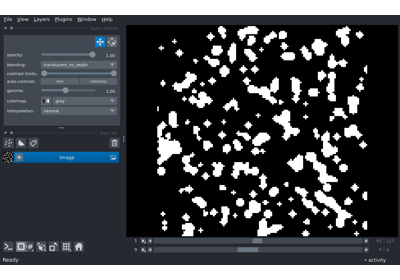 File View Layers Plugins Window Help
opacity: 1.00
blending: translucent_no_depth
contrast limits:
auto-contrast: once continuous
gamma: 1.00
colormap: gray
interpolation: nearest
Image
1
0
Ready activity